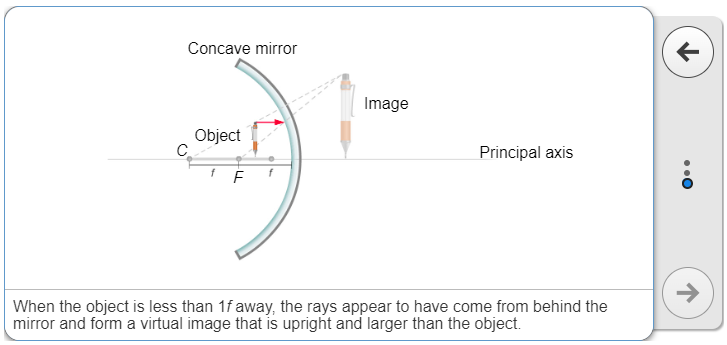 Concave mirror
Image
Object
C
Principal axis
f
F
f
When the object is less than 1f away, the rays appear to have come from behind the
mirror and form a virtual image that is upright and larger than the object.